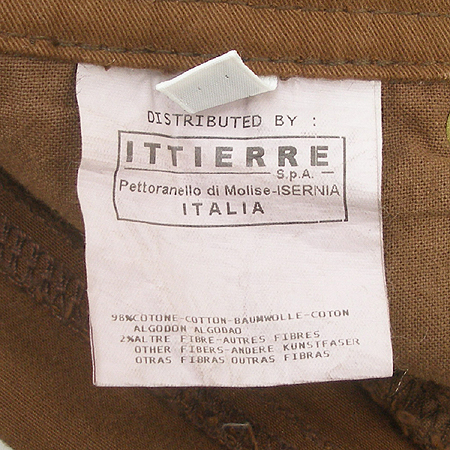 DISTRIBUTED BY :
ITTIERRE
S.p.A.
Pettoranello di Molise-ISERNIA
ITALIA
98%COTONE-COTTON-BAUMWOLLE-COTON
ALGODON ALGODAO
2%ALTRE FIBRE-AUTRES FIBRES
OTHER FIBERS-ANDERE KUNSTFASER
OTRAS FIBRAS OUTRAS FIBRAS